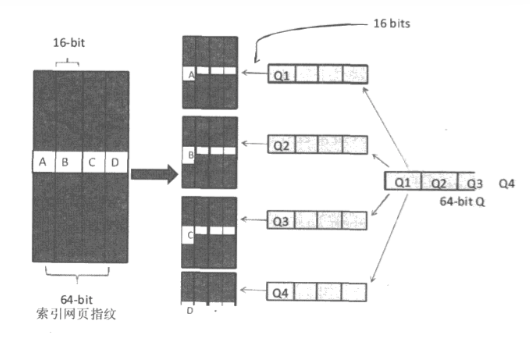 16-bit
16 bits
A
B
C
D
64-bit
索引网页指纹
A
B
C
D
Q1
Q2
Q3
Q4
Q1
Q2
Q3
Q4
64-bit Q